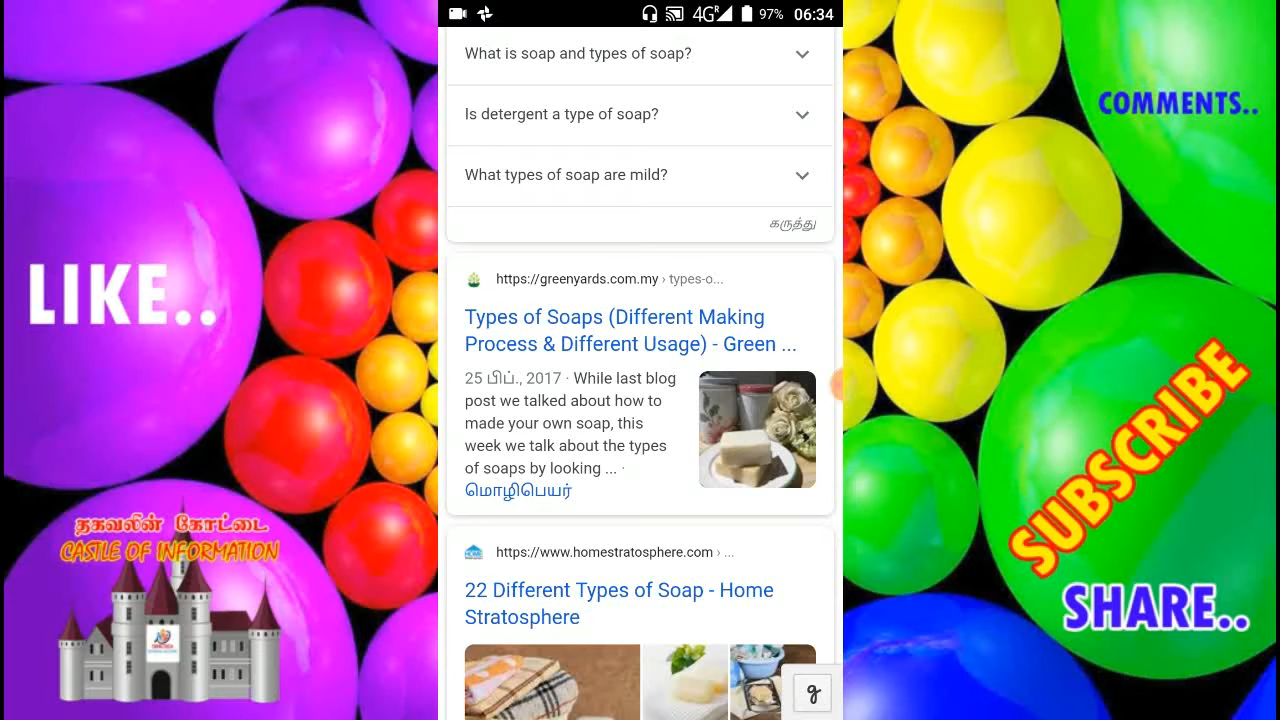 4G R 97% 06:34
What is soap and types of soap?
Is detergent a type of soap?
What types of soap are mild?
கருத்து
https://greenyards.com.my › types-o...
Types of Soaps (Different Making
Process & Different Usage) - Green ...
25 பிப்., 2017 · While last blog
post we talked about how to
made your own soap, this
week we talk about the types
of soaps by looking ... ·
மொழிபெயர்
https://www.homestratosphere.com › ...
22 Different Types of Soap - Home
Stratosphere
g
LIKE..
தகவலின் கோட்டை
CASTLE OF INFORMATION
COMMENTS..
SUBSCRIBE
SHARE..